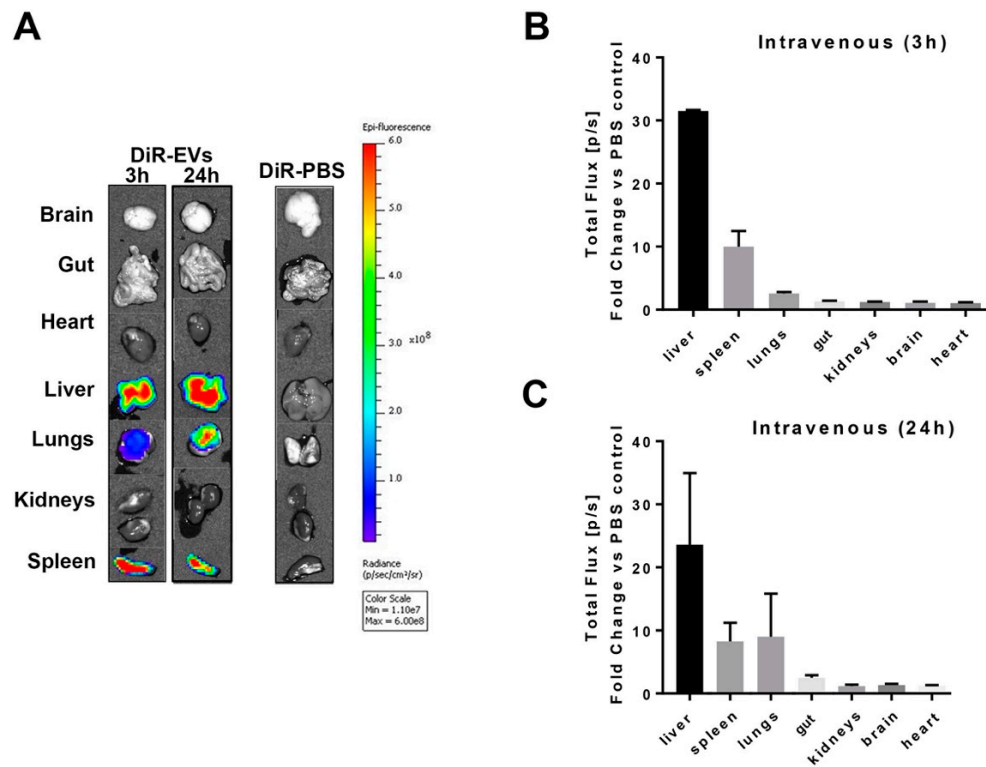 A
DiR-EVs
3h 24h
DiR-PBS
Brain
Gut
Heart
Liver
Lungs
Kidneys
Spleen
Epi-fluorescence
6.0
5.0
4.0
3.0 x10⁸
2.0
1.0
Radiance
(p/sec/cm²/sr)
Color Scale
Min = 1.10e7
Max = 6.00e8
B
Intravenous (3h)
Total Flux [p/s]
Fold Change vs PBS control
40
30
20
10
0
liver
spleen
lungs
gut
kidneys
brain
heart
C
Intravenous (24h)
Total Flux [p/s]
Fold Change vs PBS control
40
30
20
10
0
liver
spleen
lungs
gut
kidneys
brain
heart